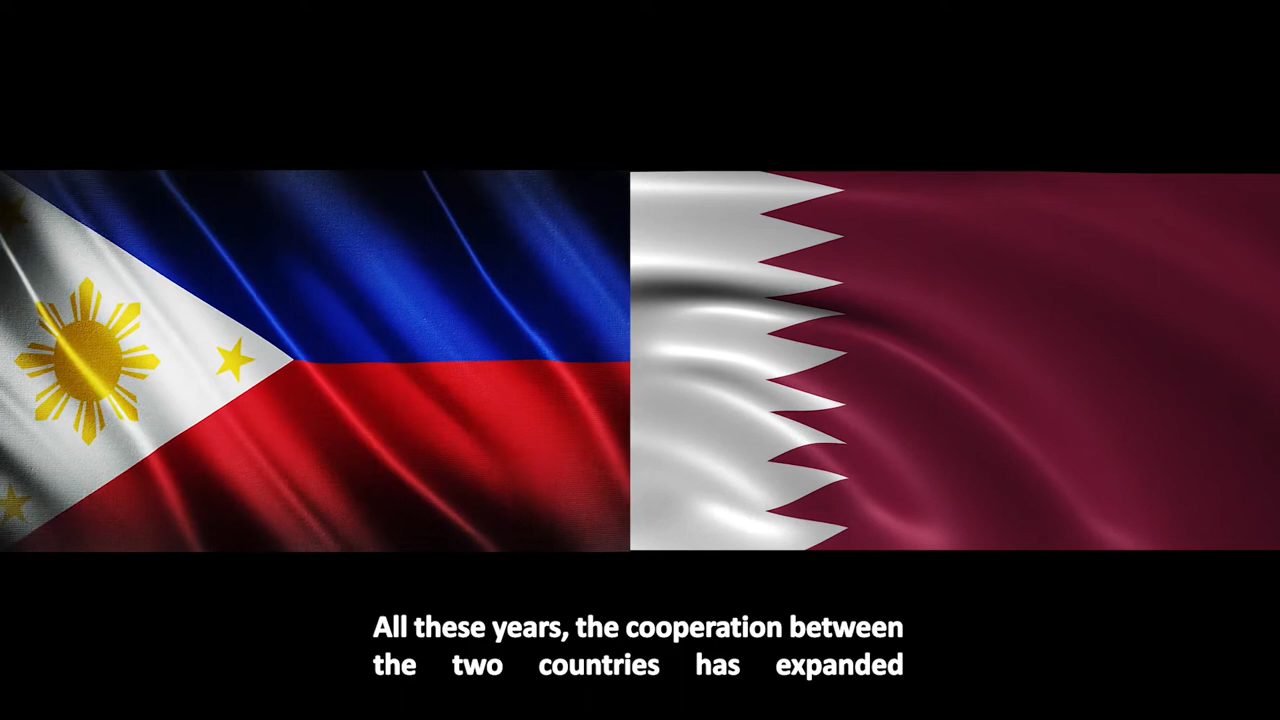 All these years, the cooperation between
the two countries has expanded